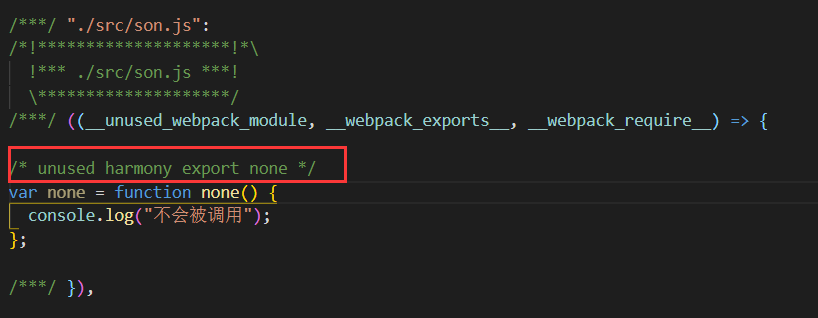 /***/ "./src/son.js":
/*!********************!*\
  !*** ./src/son.js ***!
  \********************/
/***/ ((__unused_webpack_module, __webpack_exports__, __webpack_require__) => {
/* unused harmony export none */
var none = function none() {
  console.log("不会被调用");
};
/***/ }),